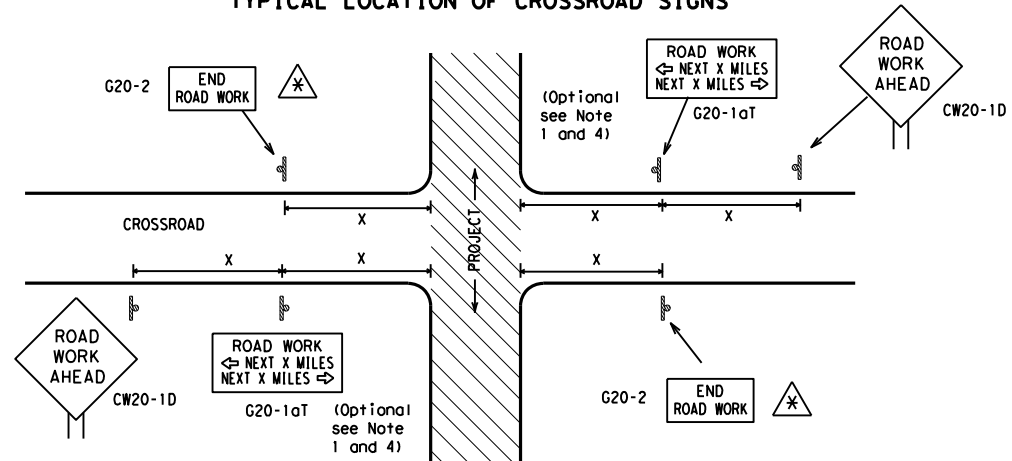 TYPICAL LOCATION OF CROSSROAD SIGNS
G20-2
END
ROAD WORK
*
(Optional
see Note
1 and 4)
ROAD WORK
⇦ NEXT X MILES
NEXT X MILES ⇨
G20-1aT
ROAD
WORK
AHEAD
CW20-1D
X
X
X
CROSSROAD
PROJECT
X
X
X
ROAD
WORK
AHEAD
CW20-1D
ROAD WORK
⇦ NEXT X MILES
NEXT X MILES ⇨
G20-1aT
(Optional
see Note
1 and 4)
G20-2
END
ROAD WORK
*